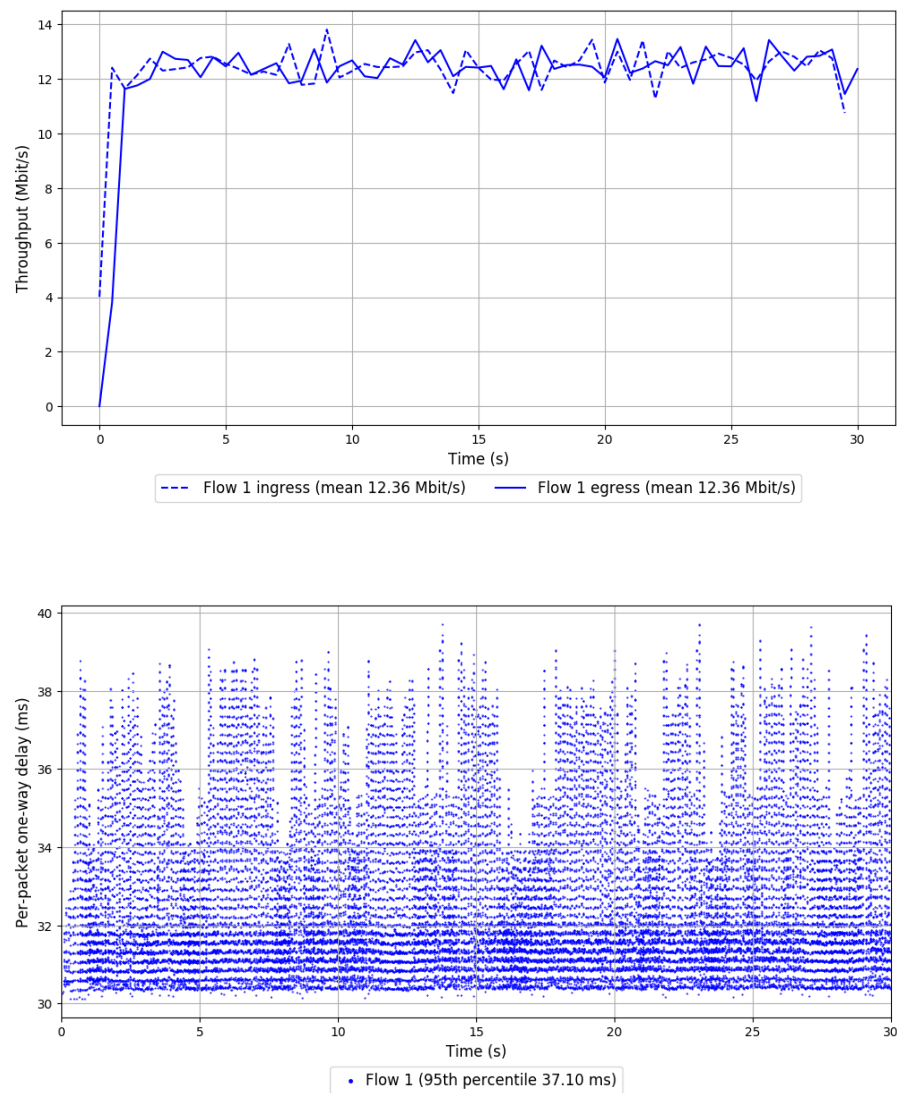 14
12
10
8
6
4
2
0
Throughput (Mbit/s)
0 5 10 15 20 25 30
Time (s)
Flow 1 ingress (mean 12.36 Mbit/s) Flow 1 egress (mean 12.36 Mbit/s)
40
38
36
34
32
30
Per-packet one-way delay (ms)
0 5 10 15 20 25 30
Time (s)
Flow 1 (95th percentile 37.10 ms)